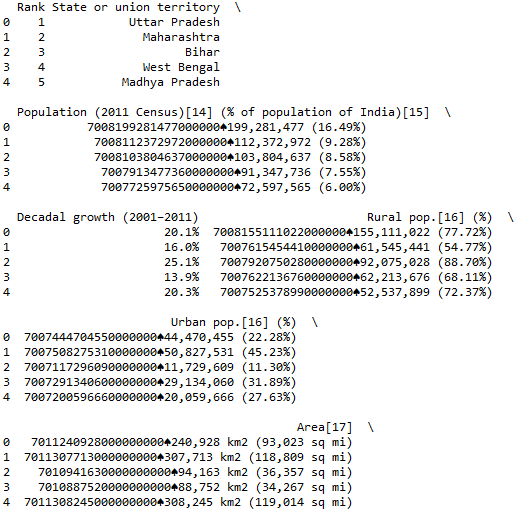 Rank State or union territory \
0 1 Uttar Pradesh
1 2 Maharashtra
2 3 Bihar
3 4 West Bengal
4 5 Madhya Pradesh
Population (2011 Census)[14] (% of population of India)[15] \
0 7008199281477000000♠199,281,477 (16.49%)
1 7008112372972000000♠112,372,972 (9.28%)
2 7008103804637000000♠103,804,637 (8.58%)
3 7007913477360000000♠91,347,736 (7.55%)
4 7007725975650000000♠72,597,565 (6.00%)
Decadal growth (2001–2011) Rural pop.[16] (%) \
0 20.1% 7008155111022000000♠155,111,022 (77.72%)
1 16.0% 7007615454410000000♠61,545,441 (54.77%)
2 25.1% 7007920750280000000♠92,075,028 (88.70%)
3 13.9% 7007622136760000000♠62,213,676 (68.11%)
4 20.3% 7007525378990000000♠52,537,899 (72.37%)
Urban pop.[16] (%) \
0 7007444704550000000♠44,470,455 (22.28%)
1 7007508275310000000♠50,827,531 (45.23%)
2 7007117296090000000♠11,729,609 (11.30%)
3 7007291340600000000♠29,134,060 (31.89%)
4 7007200596660000000♠20,059,666 (27.63%)
Area[17] \
0 7011240928000000000♠240,928 km2 (93,023 sq mi)
1 7011307713000000000♠307,713 km2 (118,809 sq mi)
2 7010941630000000000♠94,163 km2 (36,357 sq mi)
3 7010887520000000000♠88,752 km2 (34,267 sq mi)
4 7011308245000000000♠308,245 km2 (119,014 sq mi)